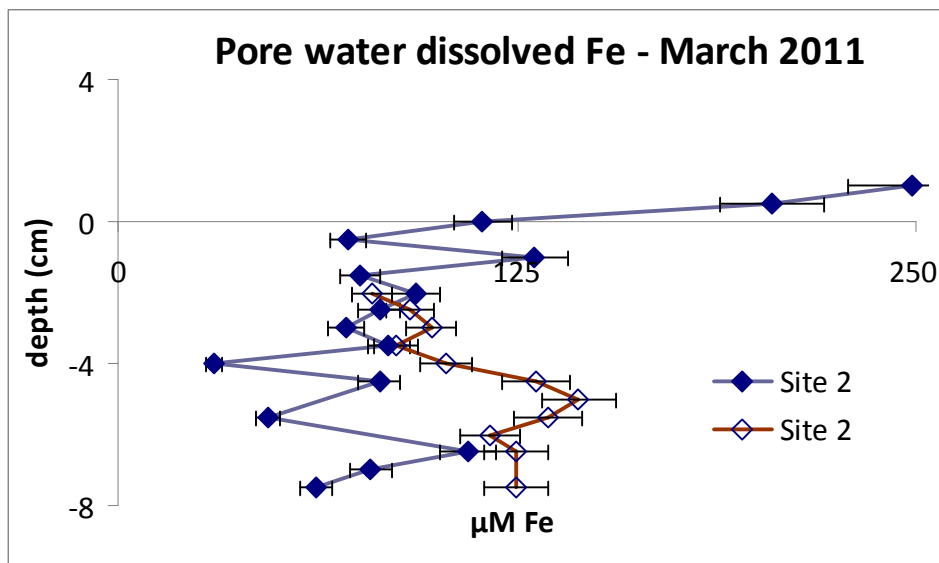 Pore water dissolved Fe - March 2011
4
0
0
125
250
depth (cm)
-4
Site 2
Site 2
-8
µM Fe